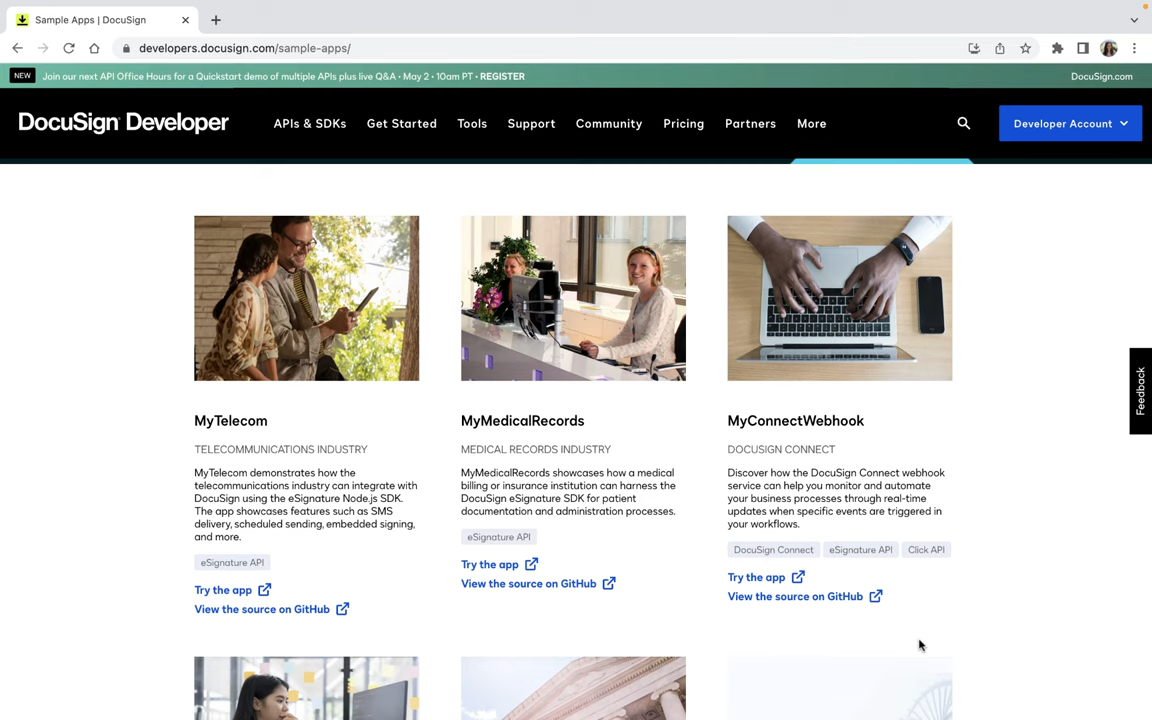 Sample Apps | DocuSign
developers.docusign.com/sample-apps/
NEW Join our next API Office Hours for a Quickstart demo of multiple APIs plus live Q&A • May 2 • 10am PT • REGISTER
DocuSign.com
DocuSign Developer
APIs & SDKs
Get Started
Tools
Support
Community
Pricing
Partners
More
Developer Account
Feedback
MyTelecom
TELECOMMUNICATIONS INDUSTRY
MyTelecom demonstrates how the
telecommunications industry can integrate with
DocuSign using the eSignature Node.js SDK.
The app showcases features such as SMS
delivery, scheduled sending, embedded signing,
and more.
eSignature API
Try the app
View the source on GitHub
MyMedicalRecords
MEDICAL RECORDS INDUSTRY
MyMedicalRecords showcases how a medical
billing or insurance institution can harness the
DocuSign eSignature SDK for patient
documentation and administration processes.
eSignature API
Try the app
View the source on GitHub
MyConnectWebhook
DOCUSIGN CONNECT
Discover how the DocuSign Connect webhook
service can help you monitor and automate
your business processes through real-time
updates when specific events are triggered in
your workflows.
DocuSign Connect
eSignature API
Click API
Try the app
View the source on GitHub